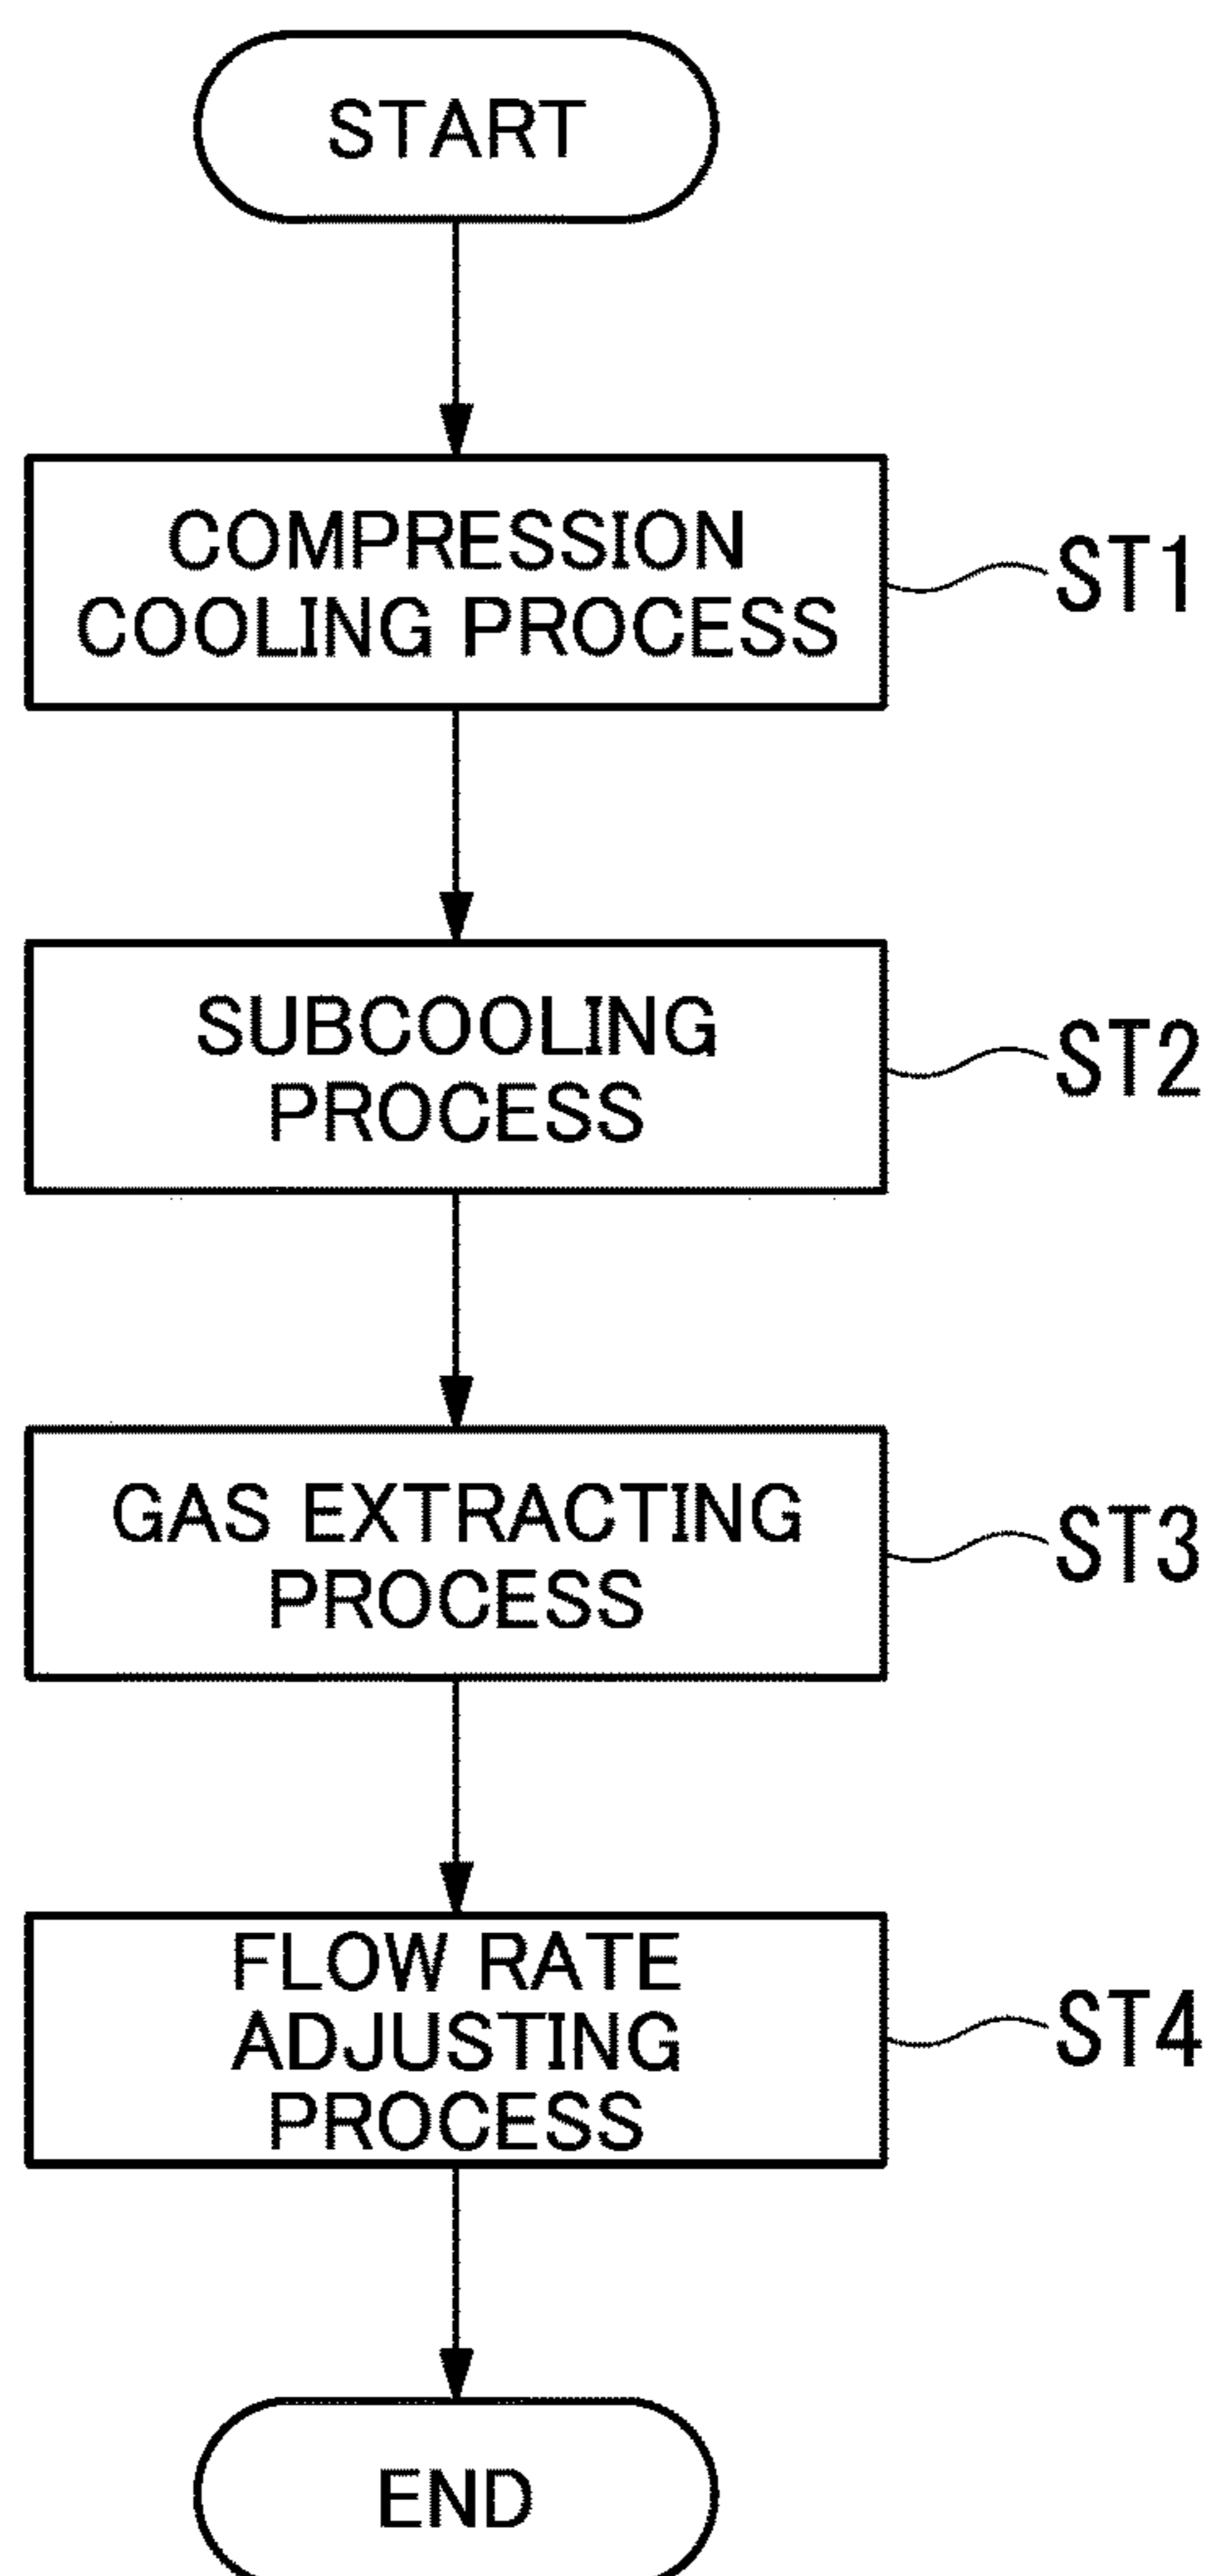 START
COMPRESSION
COOLING PROCESS
ST1
SUBCOOLING
PROCESS
ST2
GAS EXTRACTING
PROCESS
ST3
FLOW RATE
ADJUSTING
PROCESS
ST4
END